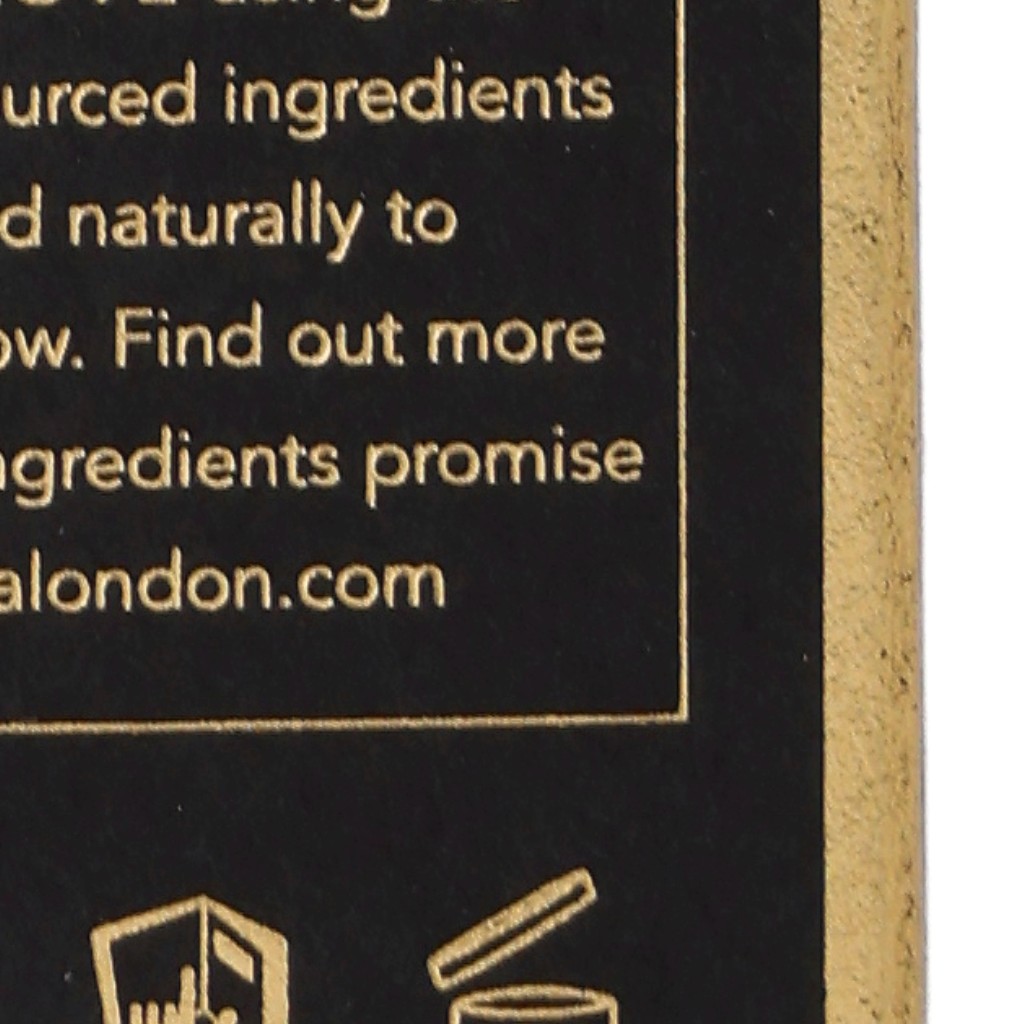 urced ingredients
d naturally to
ow. Find out more
ngredients promise
alondon.com